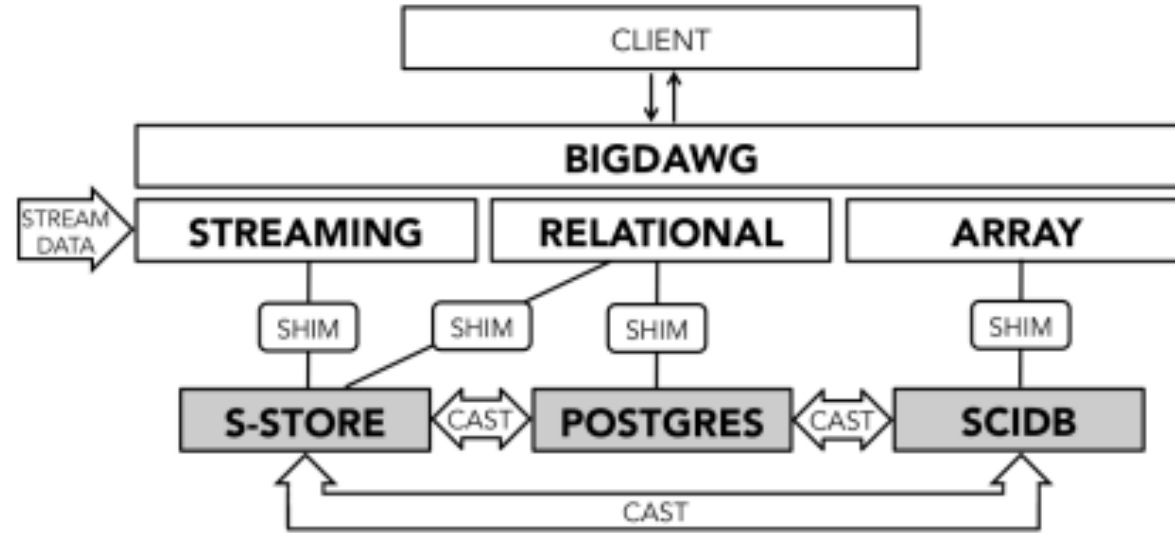 CLIENT
BIGDAWG
STREAM
DATA
STREAMING
RELATIONAL
ARRAY
SHIM
SHIM
SHIM
SHIM
S-STORE
CAST
POSTGRES
CAST
SCIDB
CAST